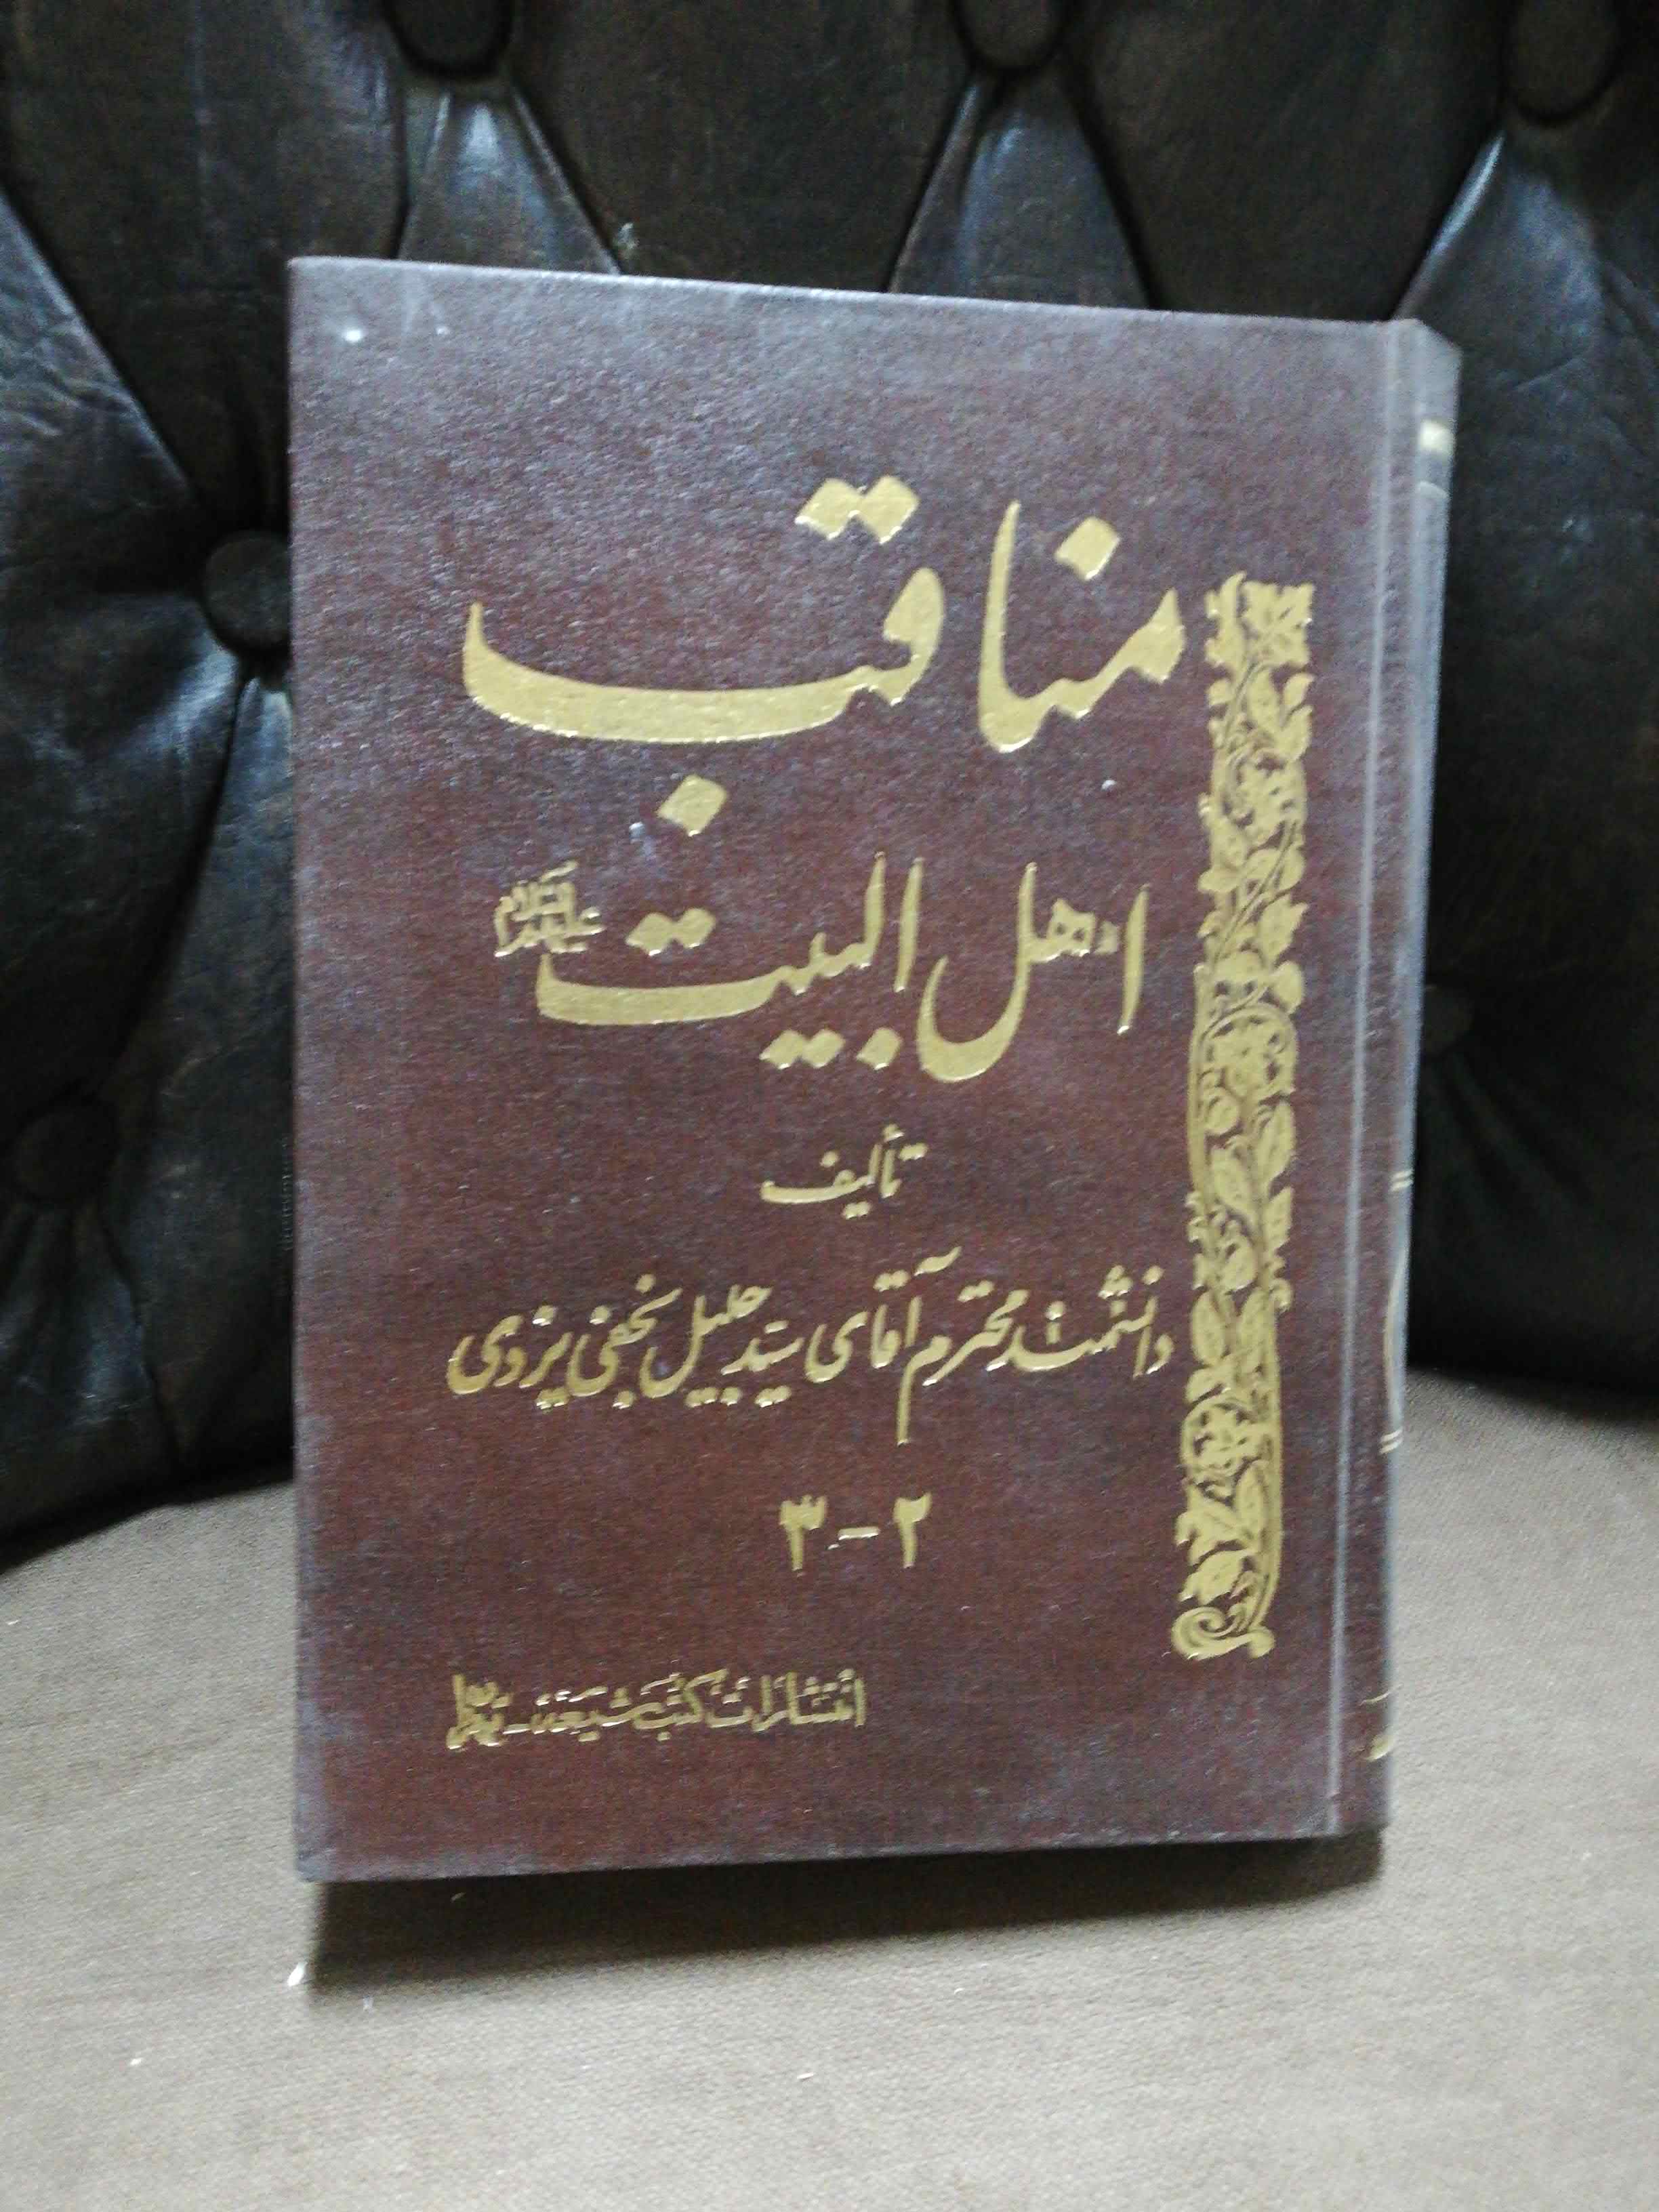 مناقب
اهل البیت علیهم السلام
تألیف
دانشمند محترم آقای سید جلیل نجفی یزدی
۲-۳
انتشارات کتب شیعه -